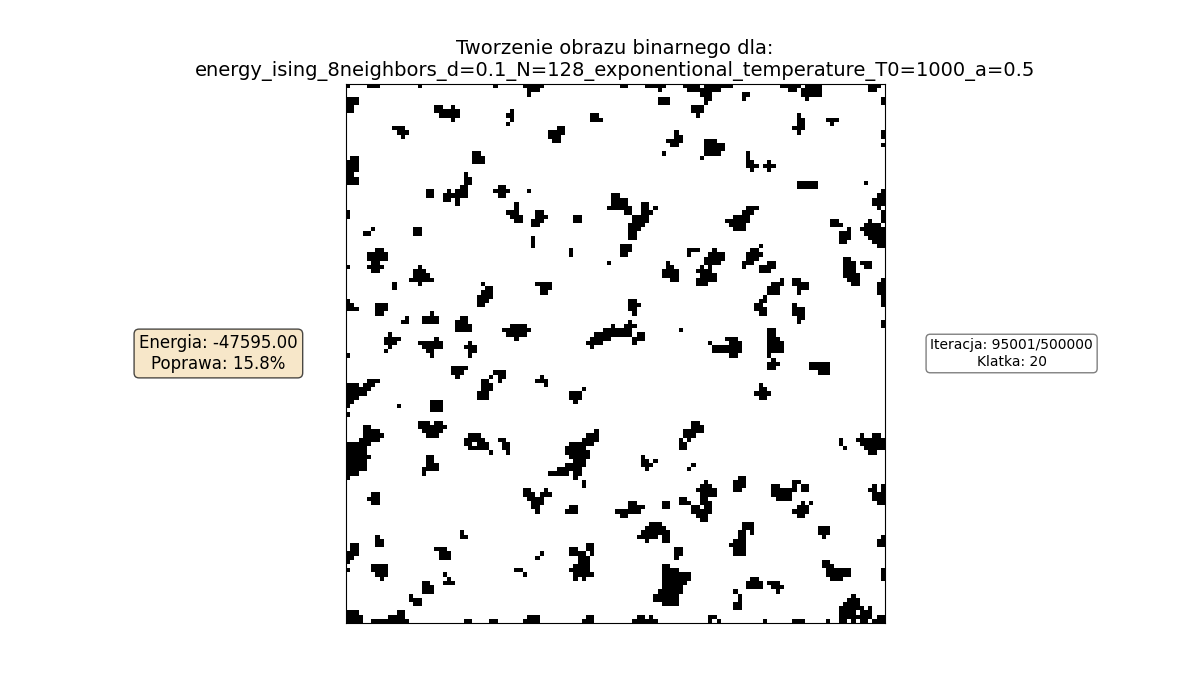 Tworzenie obrazu binarnego dla:
energy_ising_8neighbors_d=0.1_N=128_exponentional_temperature_T0=1000_a=0.5
Energia: -47595.00
Poprawa: 15.8%
Iteracja: 95001/500000
Klatka: 20